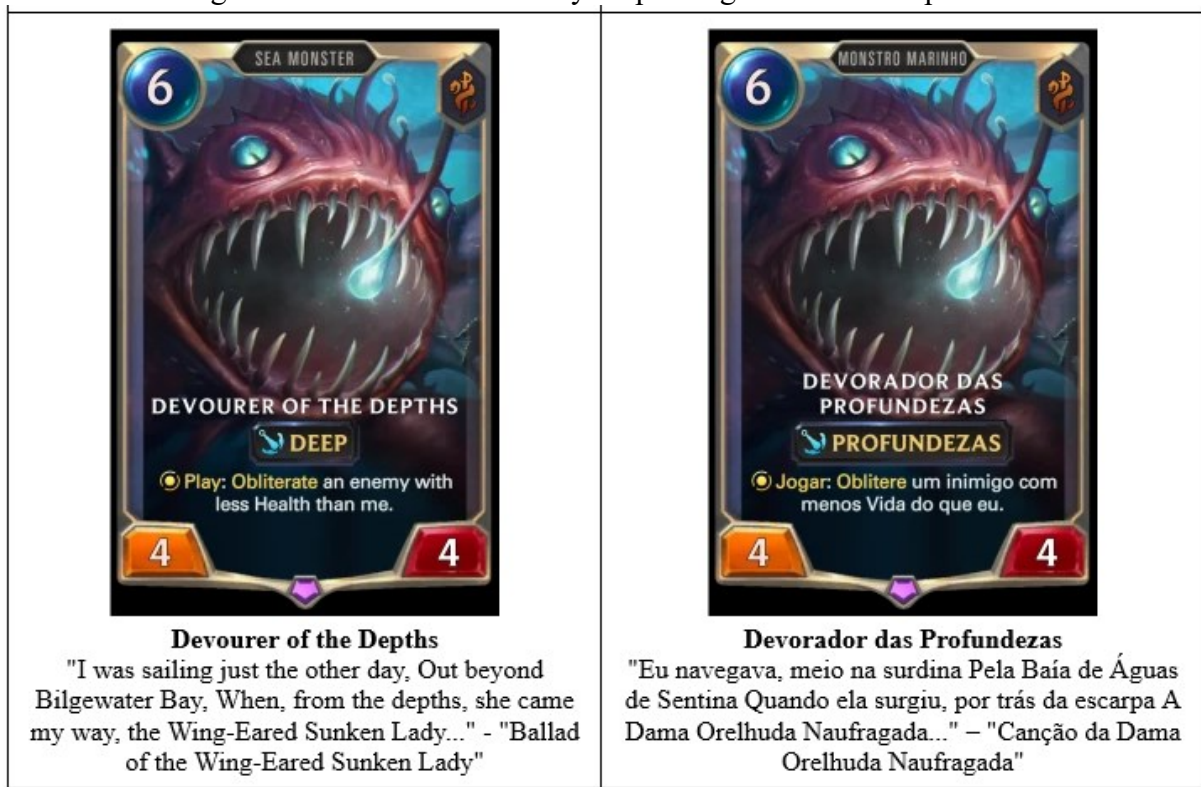 SEA MONSTER
6
DEVOURER OF THE DEPTHS
DEEP
Play: Obliterate an enemy with
less Health than me.
4
4
Devourer of the Depths
"I was sailing just the other day, Out beyond
Bilgewater Bay, When, from the depths, she came
my way, the Wing-Eared Sunken Lady..." - "Ballad
of the Wing-Eared Sunken Lady"
MONSTRO MARINHO
6
DEVORADOR DAS
PROFUNDEZAS
PROFUNDEZAS
Jogar: Oblitere um inimigo com
menos Vida do que eu.
4
4
Devorador das Profundezas
"Eu navegava, meio na surdina Pela Baía de Águas
de Sentina Quando ela surgiu, por trás da escarpa A
Dama Orelhuda Naufragada..." – "Canção da Dama
Orelhuda Naufragada"